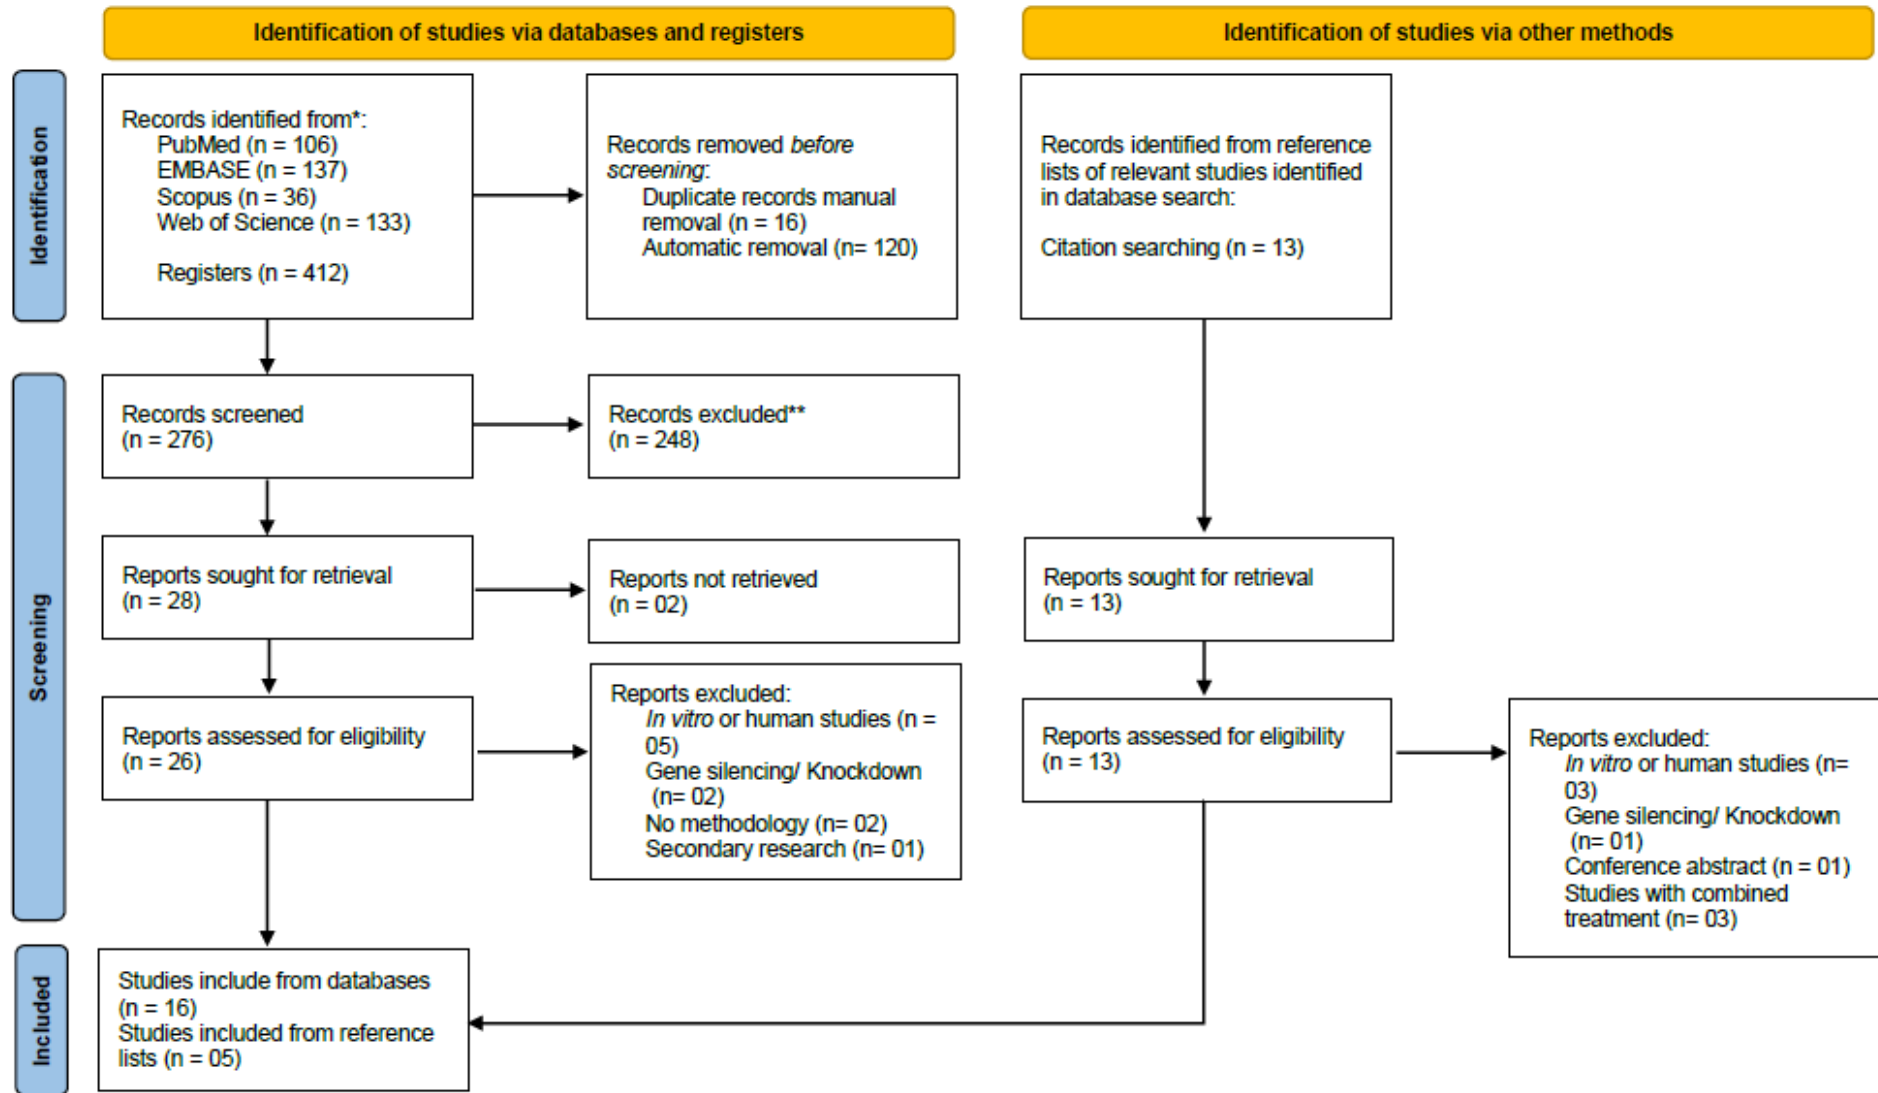 Identification of studies via databases and registers
Identification of studies via other methods
Identification
Records identified from*:
PubMed (n = 106)
EMBASE (n = 137)
Scopus (n = 36)
Web of Science (n = 133)
Registers (n = 412)
Records removed before
screening:
Duplicate records manual
removal (n = 16)
Automatic removal (n= 120)
Records identified from reference
lists of relevant studies identified
in database search:
Citation searching (n = 13)
Screening
Records screened
(n = 276)
Records excluded**
(n = 248)
Reports sought for retrieval
(n = 28)
Reports not retrieved
(n = 02)
Reports sought for retrieval
(n = 13)
Reports assessed for eligibility
(n = 26)
Reports excluded:
In vitro or human studies (n =
05)
Gene silencing/ Knockdown
(n= 02)
No methodology (n= 02)
Secondary research (n= 01)
Reports assessed for eligibility
(n = 13)
Reports excluded:
In vitro or human studies (n=
03)
Gene silencing/ Knockdown
(n= 01)
Conference abstract (n = 01)
Studies with combined
treatment (n= 03)
Included
Studies include from databases
(n = 16)
Studies included from reference
lists (n = 05)